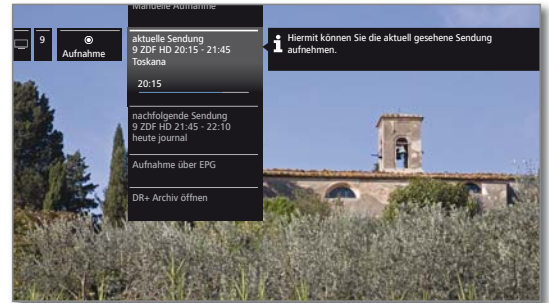 Manuelle Aufnahme
9
Aufnahme
aktuelle Sendung
9 ZDF HD 20:15 - 21:45
Toskana
20:15
nachfolgende Sendung
9 ZDF HD 21:45 - 22:10
heute journal
Aufnahme über EPG
DR+ Archiv öffnen
Hiermit können Sie die aktuell gesehene Sendung
aufnehmen.